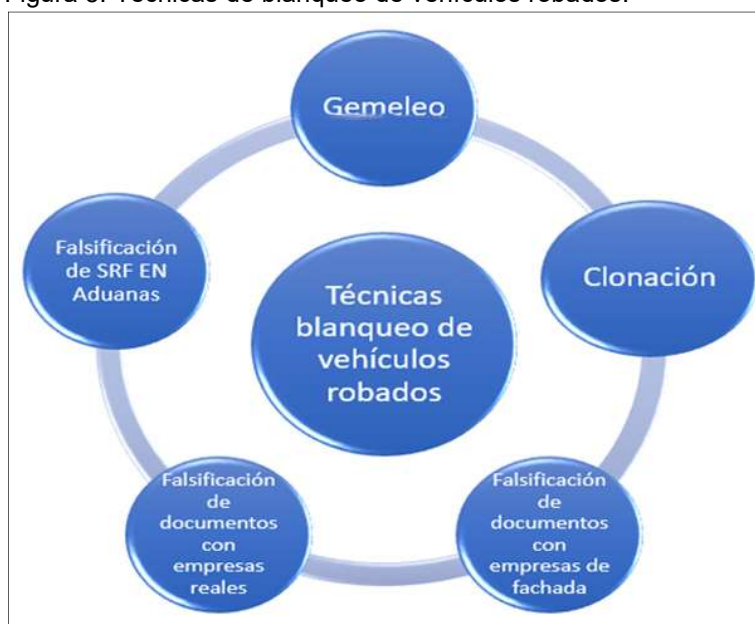 Figura 3. Técnicas de blanqueo de vehículos robados.
Gemeleo
Clonación
Falsificación
de
documentos
con
empresas de
fachada
Falsificación
de
documentos
con
empresas
reales
Falsificación
de SRF EN
Aduanas
Técnicas
blanqueo de
vehículos
robados